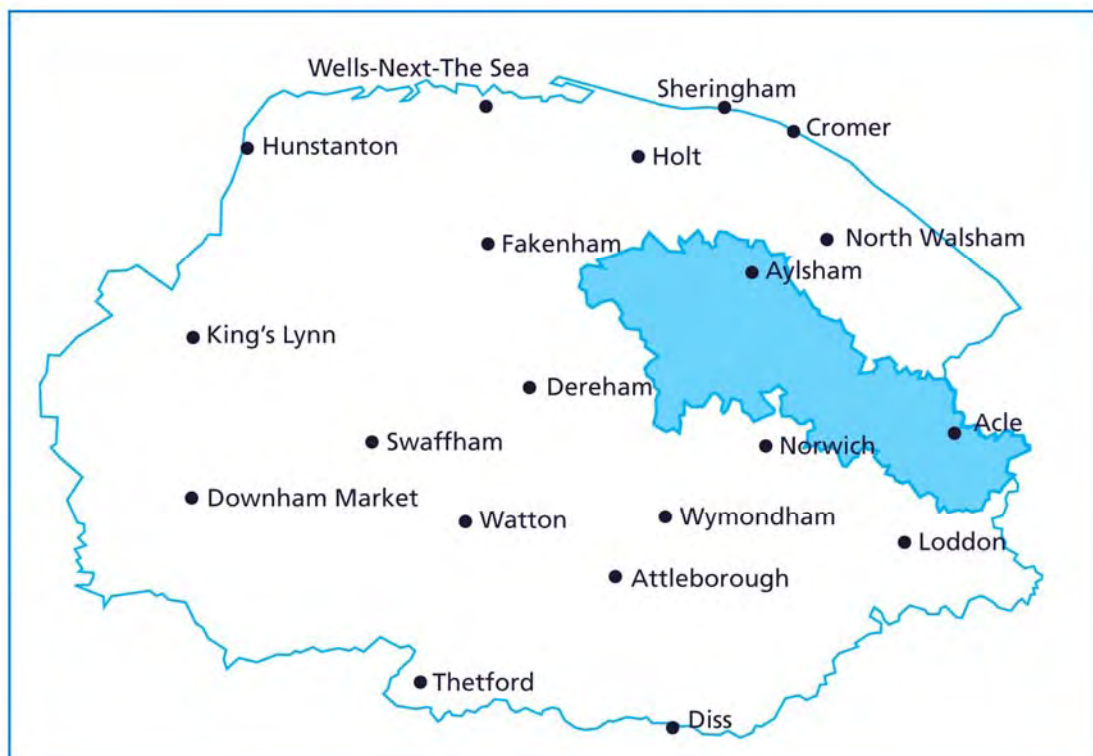 Wells-Next-The Sea
Sheringham
Cromer
Hunstanton
Holt
Fakenham
North Walsham
Aylsham
King's Lynn
Dereham
Acle
Swaffham
Norwich
Downham Market
Watton
Wymondham
Loddon
Attleborough
Thetford
Diss